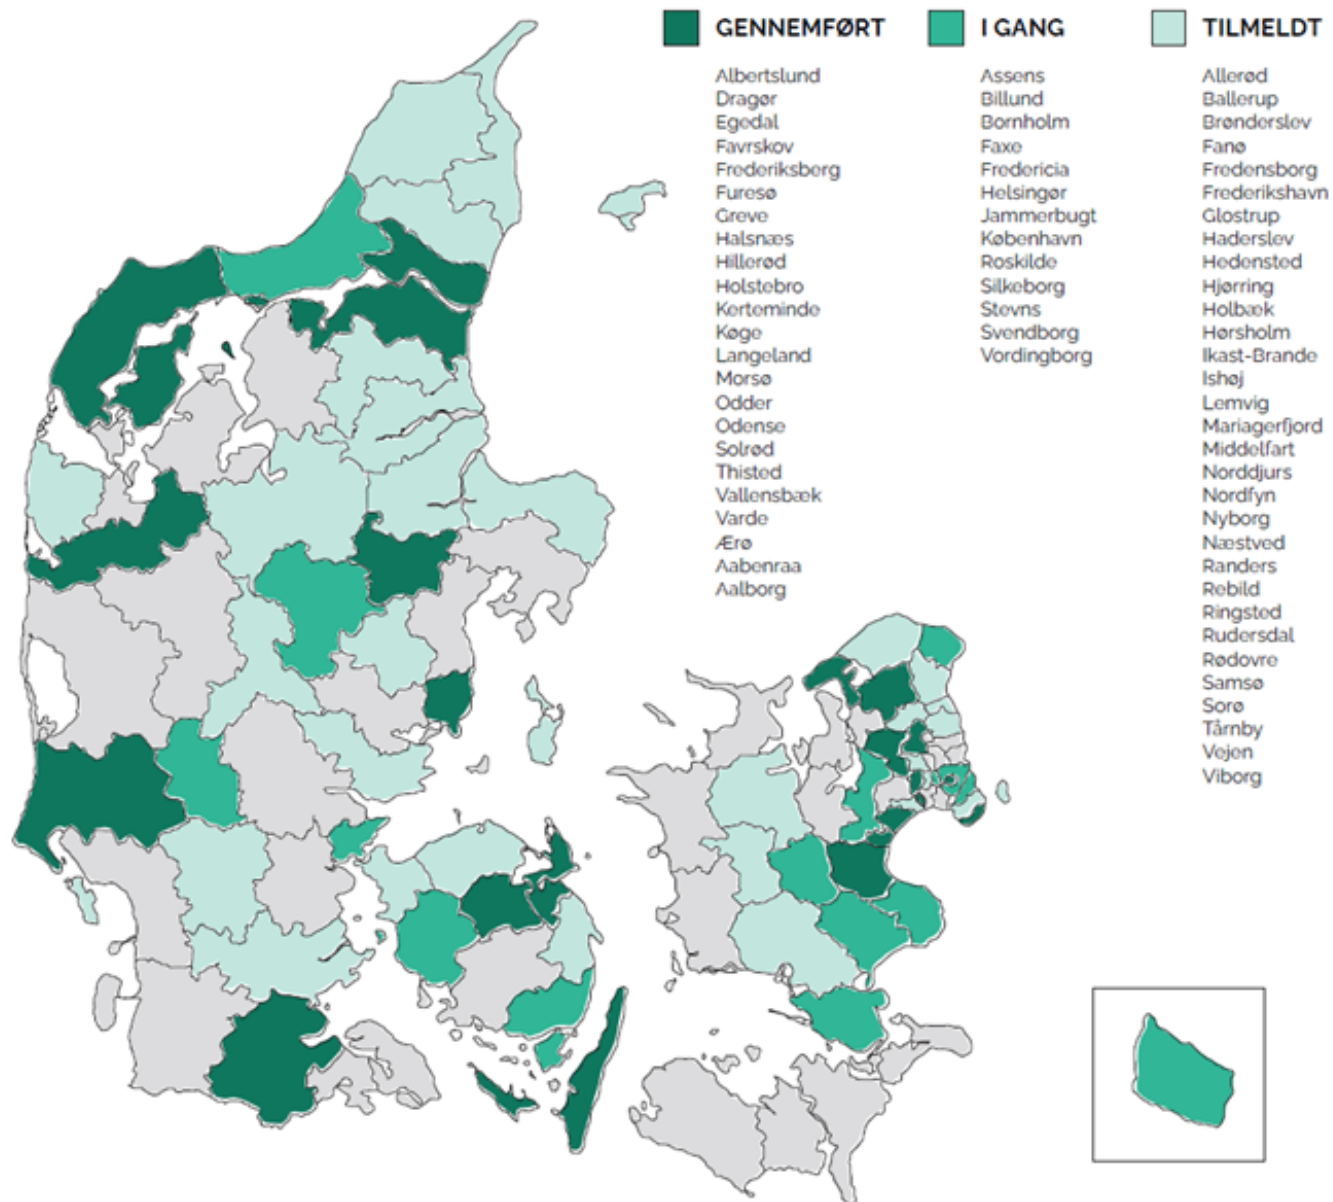 GENNEMFØRT
Albertslund
Dragør
Egedal
Favrskov
Frederiksberg
Furesø
Greve
Halsnæs
Hillerød
Holstebro
Kerteminde
Køge
Langeland
Morsø
Odder
Odense
Solrød
Thisted
Vallensbæk
Varde
Ærø
Aabenraa
Aalborg
I GANG
Assens
Billund
Bornholm
Faxe
Fredericia
Helsingør
Jammerbugt
København
Roskilde
Silkeborg
Stevns
Svendborg
Vordingborg
TILMELDT
Allerød
Ballerup
Brønderslev
Fanø
Fredensborg
Frederikshavn
Glostrup
Haderslev
Hedensted
Hjørring
Holbæk
Hørsholm
Ikast-Brande
Ishøj
Lemvig
Mariagerfjord
Middelfart
Norddjurs
Nordfyn
Nyborg
Næstved
Randers
Rebild
Ringsted
Rudersdal
Rødovre
Samsø
Sorø
Tårnby
Vejen
Viborg